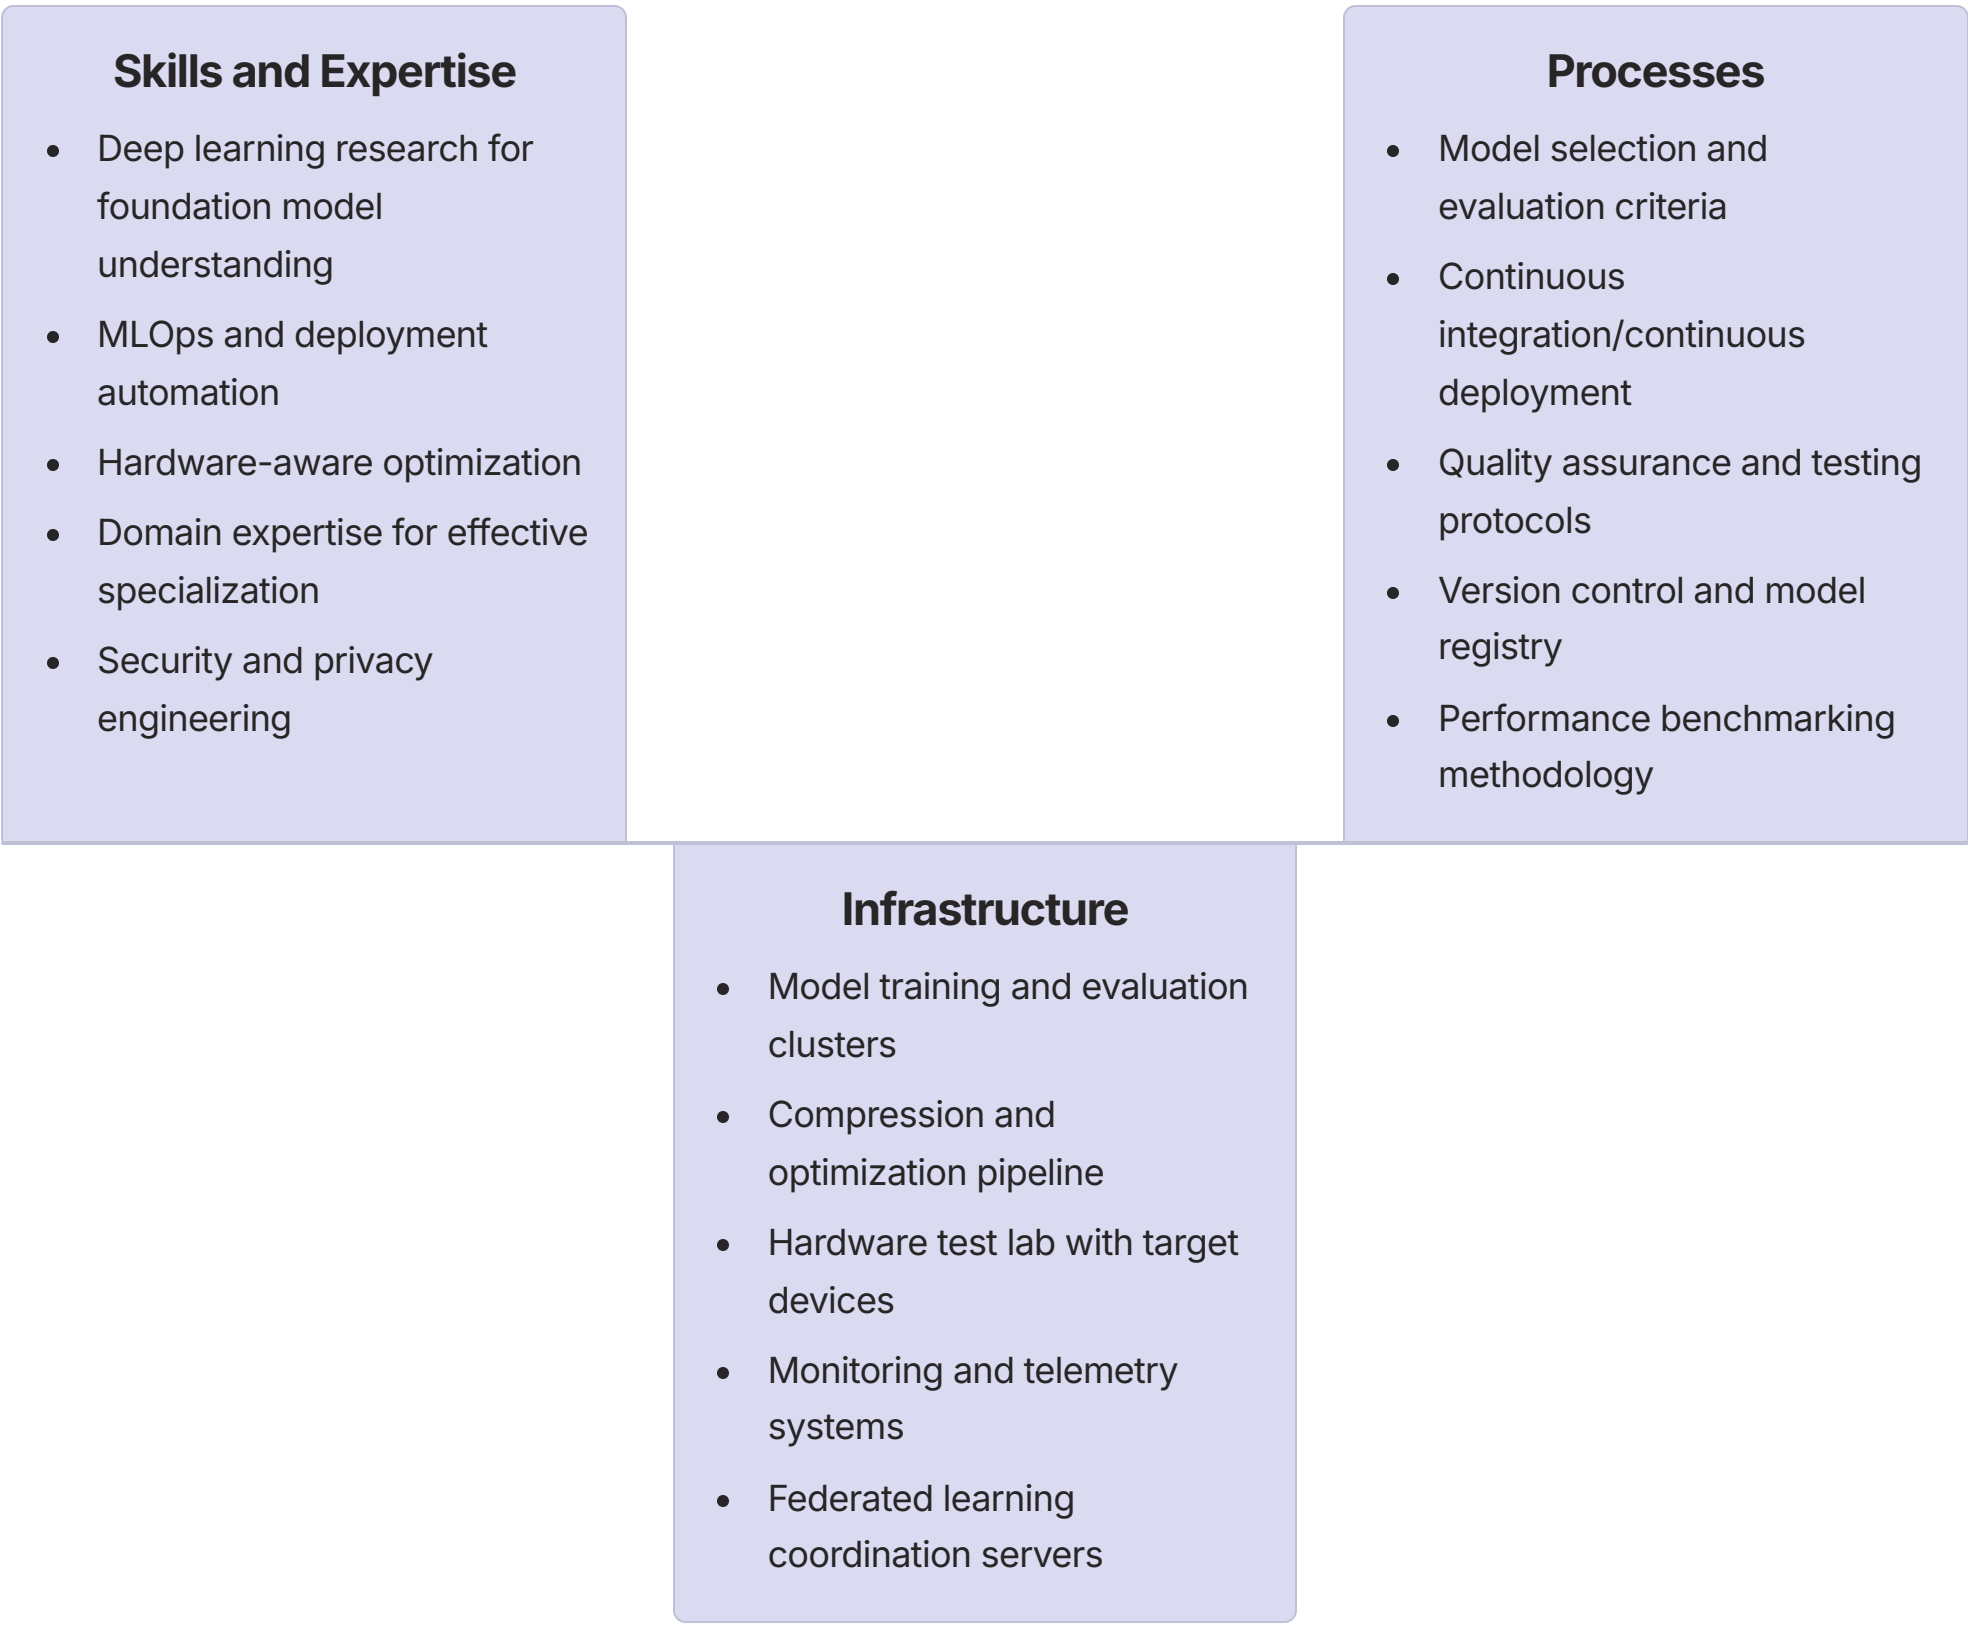 Skills and Expertise
• Deep learning research for
foundation model
understanding
• MLOps and deployment
automation
• Hardware-aware optimization
• Domain expertise for effective
specialization
• Security and privacy
engineering
Processes
• Model selection and
evaluation criteria
• Continuous
integration/continuous
deployment
• Quality assurance and testing
protocols
• Version control and model
registry
• Performance benchmarking
methodology
Infrastructure
• Model training and evaluation
clusters
• Compression and
optimization pipeline
• Hardware test lab with target
devices
• Monitoring and telemetry
systems
• Federated learning
coordination servers